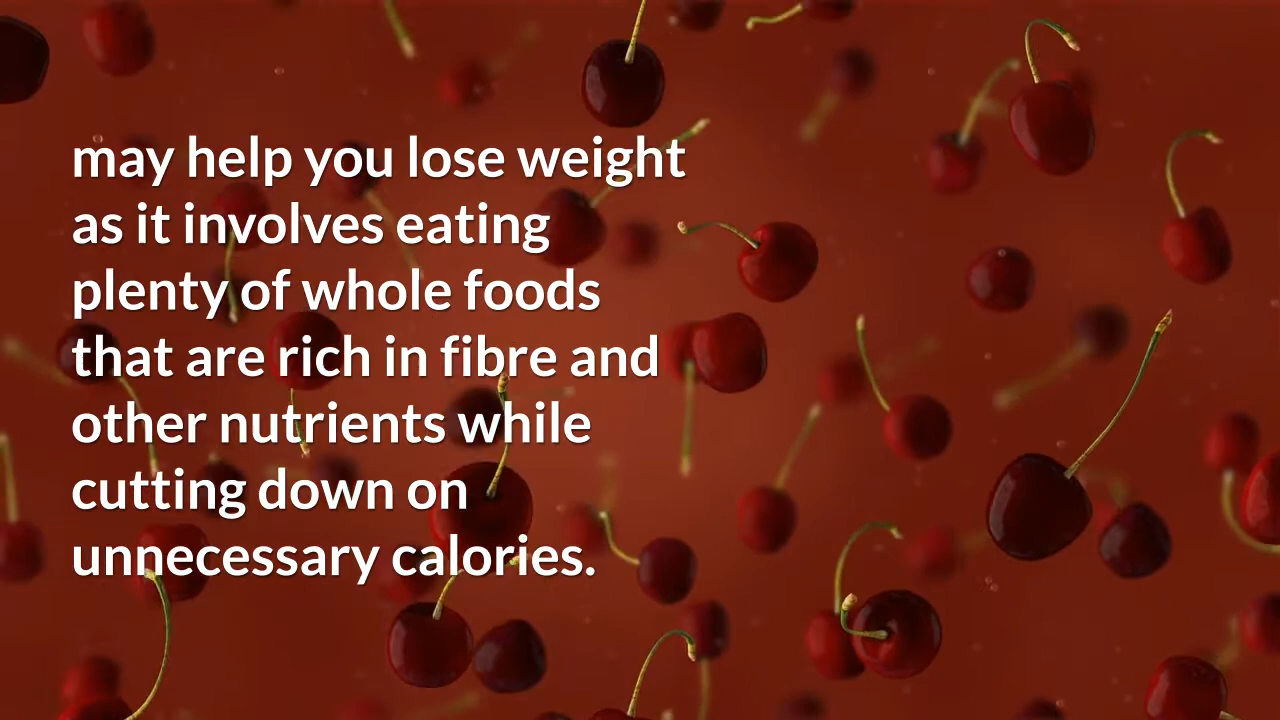 may help you lose weight
as it involves eating
plenty of whole foods
that are rich in fibre and
other nutrients while
cutting down on
unnecessary calories.